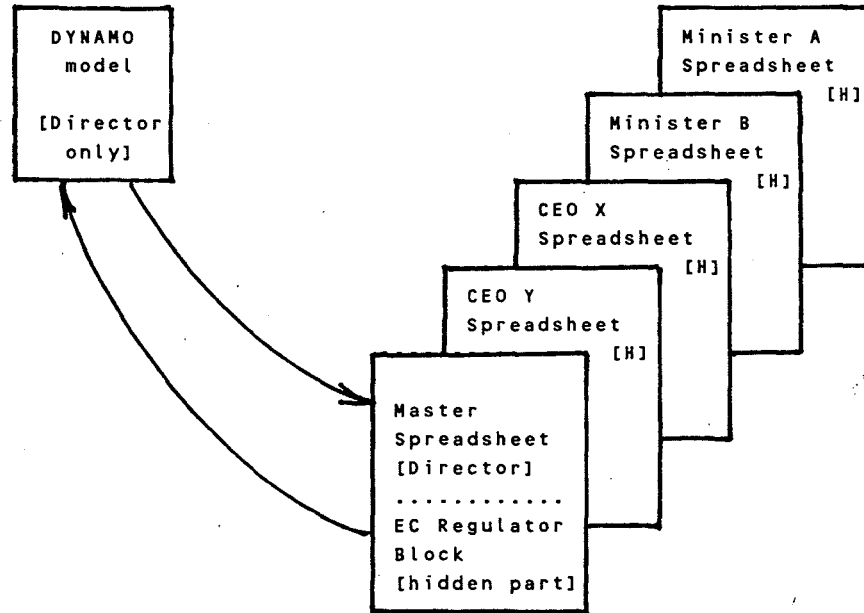 DYNAMO
model
[Director
only]
Minister A
Spreadsheet
[H]
Minister B
Spreadsheet
[H]
CEO X
Spreadsheet
[H]
CEO Y
Spreadsheet
[H]
Master
Spreadsheet
[Director]
............
EC Regulator
Block
[hidden part]